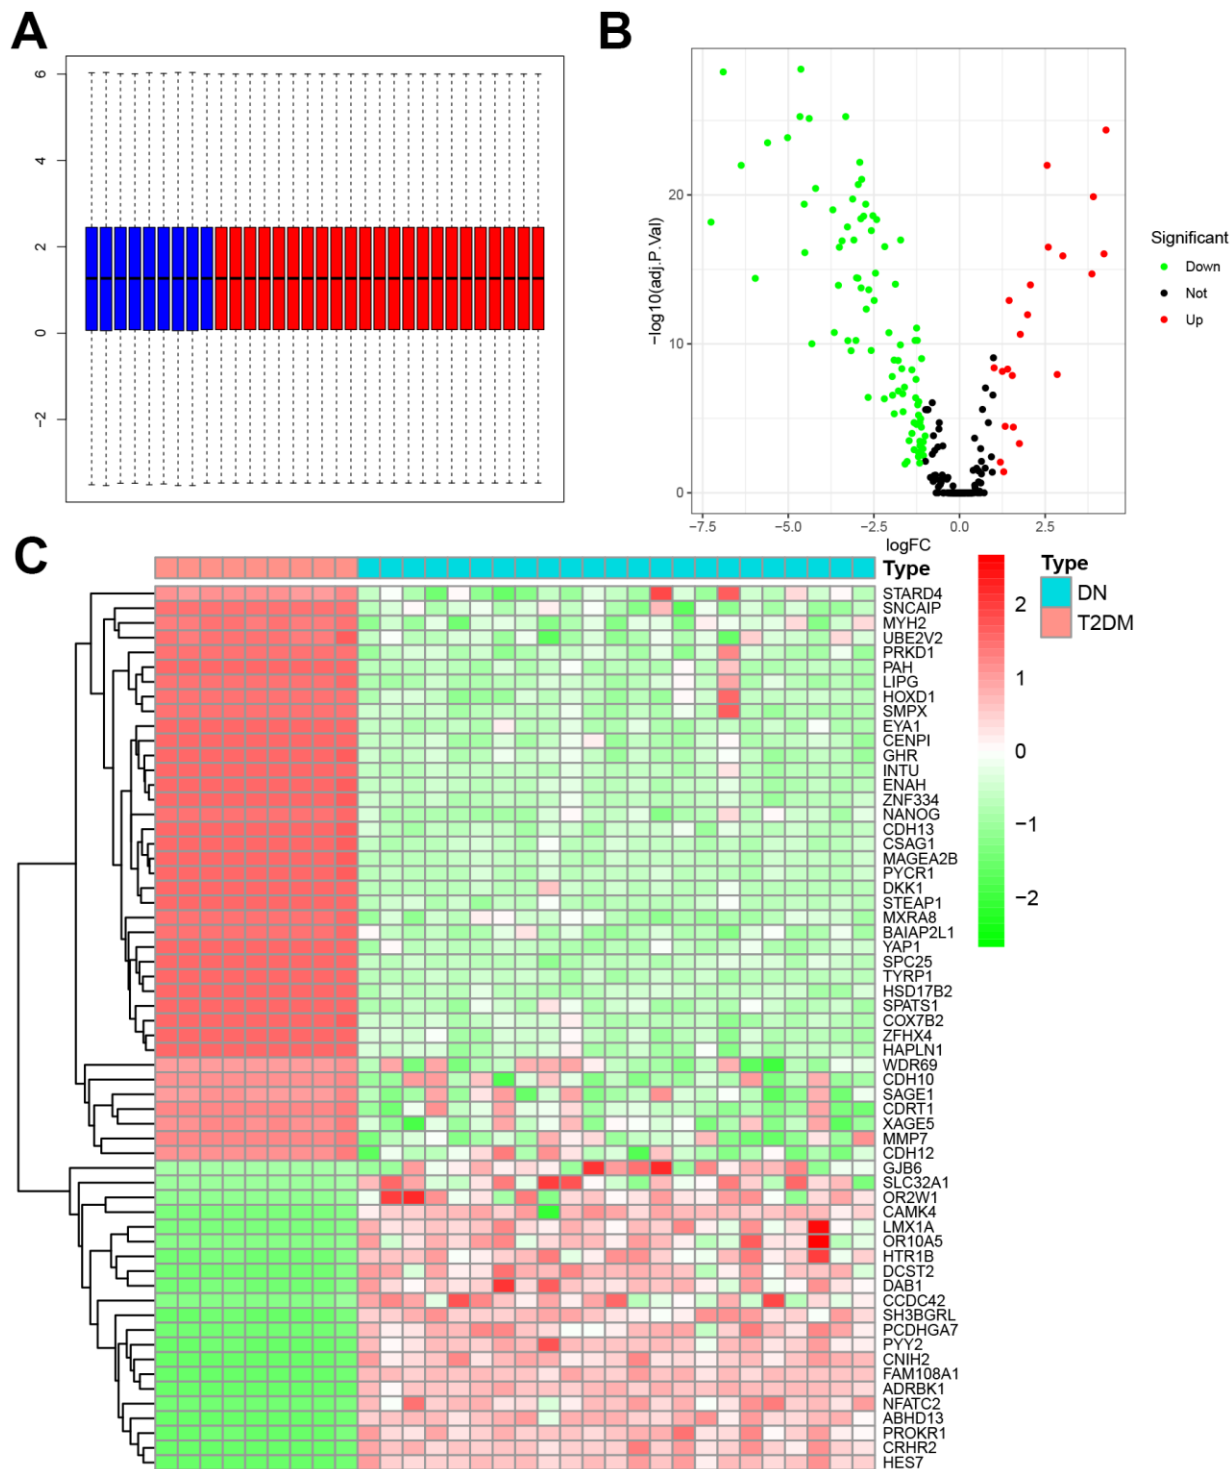 A
B
6
4
2
0
−2
−log10(adj.P.Val)
20
10
0
−7.5
−5.0
−2.5
0.0
2.5
logFC
Significant
Down
Not
Up
C
Type
STARD4
SNCAIP
MYH2
UBE2V2
PRKD1
PAH
LIPG
HOXD1
SMPX
EYA1
CENPI
GHR
INTU
ENAH
ZNF334
NANOG
CDH13
CSAG1
MAGEA2B
PYCR1
DKK1
STEAP1
MXRA8
BAIAP2L1
YAP1
SPC25
TYRP1
HSD17B2
SPATS1
COX7B2
ZFHX4
HAPLN1
WDR69
CDH10
SAGE1
CDRT1
XAGE5
MMP7
CDH12
GJB6
SLC32A1
OR2W1
CAMK4
LMX1A
OR10A5
HTR1B
DCST2
DAB1
CCDC42
SH3BGRL
PCDHGA7
PYY2
CNIH2
FAM108A1
ADRBK1
NFATC2
ABHD13
PROKR1
CRHR2
HES7
2
1
0
−1
−2
Type
DN
T2DM